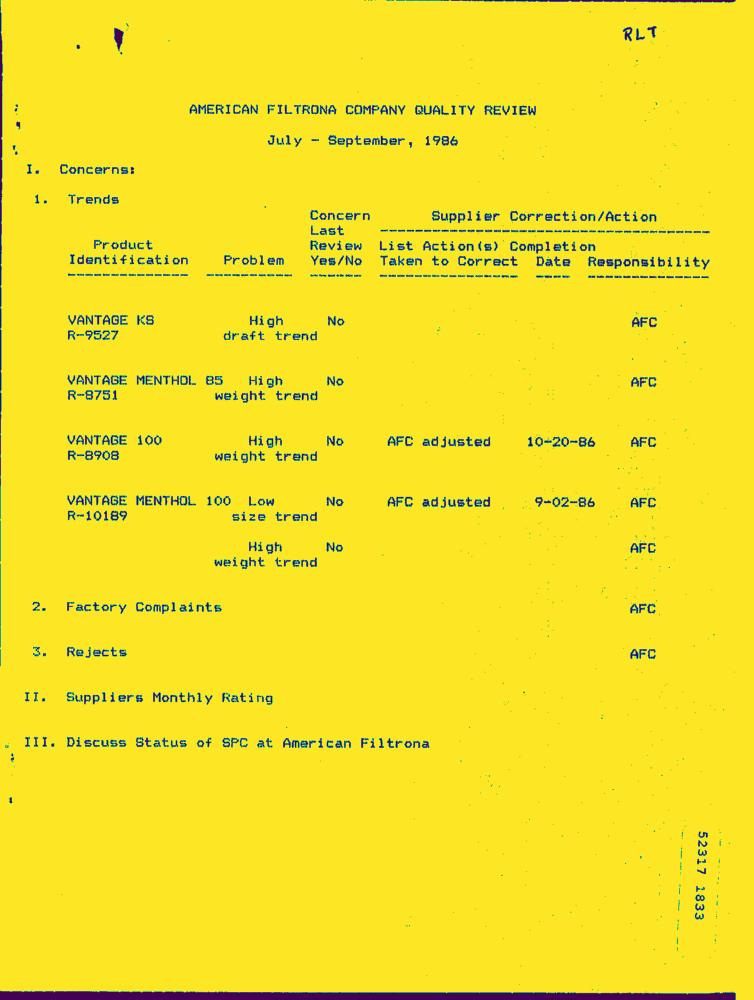 RLT
AMERICAN FILTRONA COMPANY QUALITY REVIEW
July - September, 1986
I. Concerns:
1. Trends
Concern Supplier Correction/Action
Last
Product Review List Action(s) Completion
Identification Problem Yes/No Taken to Correct Date Responsibility
VANTAGE KS High No AFC
R-9527 draft trend
VANTAGE MENTHOL 85 High No AFC
R-8751 weight trend
VANTAGE 100 High No AFC adjusted 10-20-86 AFC
R-8908 weight trend
VANTAGE MENTHOL 100 Low No AFC adjusted 9-02-86 AFC
R-10189 size trend
High No AFC
weight trend
2. Factory Complaints AFC
3. Rejects AFC
II. Suppliers Monthly Rating
III. Discuss Status of SPC at American Filtrona
52317 1833